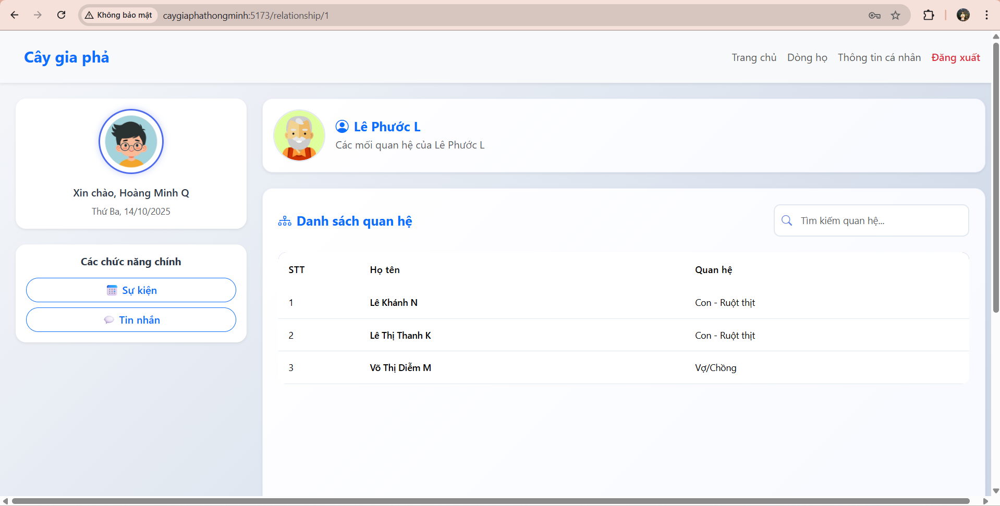 Không bảo mật
caygiaphathongminh:5173/relationship/1
Cây gia phả
Trang chủ
Dòng họ
Thông tin cá nhân
Đăng xuất
Xin chào, Hoàng Minh Q
Thứ Ba, 14/10/2025
Các chức năng chính
Sự kiện
Tin nhắn
Lê Phước L
Các mối quan hệ của Lê Phước L
Danh sách quan hệ
Tìm kiếm quan hệ...
STT Họ tên Quan hệ
1 Lê Khánh N Con - Ruột thịt
2 Lê Thị Thanh K Con - Ruột thịt
3 Võ Thị Diễm M Vợ/Chồng